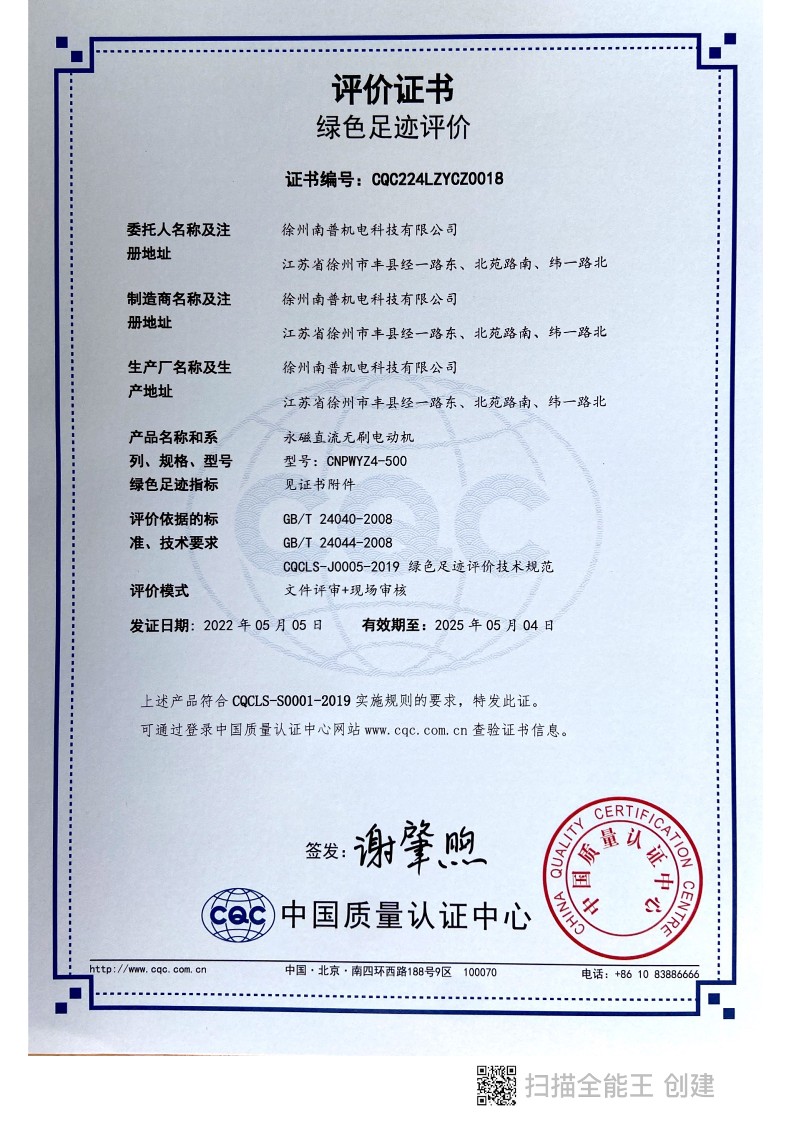 评价证书
绿色足迹评价
证书编号：CQC224LZYCZ0018
委托人名称及注 徐州南普机电科技有限公司
册地址 江苏省徐州市丰县经一路东、北苑路南、纬一路北
制造商名称及注 徐州南普机电科技有限公司
册地址 江苏省徐州市丰县经一路东、北苑路南、纬一路北
生产厂名称及生 徐州南普机电科技有限公司
产地址 江苏省徐州市丰县经一路东、北苑路南、纬一路北
产品名称和系 永磁直流无刷电动机
列、规格、型号 型号：CNPWYZ4-500
绿色足迹指标 见证书附件
评价依据的标 GB/T 24040-2008
准、技术要求 GB/T 24044-2008
CQCLS-J0005-2019 绿色足迹评价技术规范
评价模式 文件评审+现场审核
发证日期：2022 年 05 月 05 日 有效期至：2025 年 05 月 04 日
CQC
上述产品符合 CQCLS-S0001-2019 实施规则的要求，特发此证。
可通过登录中国质量认证中心网站 www.cqc.com.cn 查验证书信息。
签发：谢肇煦
CQC 中国质量认证中心
CHINA QUALITY CERTIFICATION CENTRE
中国质量认证中心
http://www.cqc.com.cn 中国·北京·南四环西路188号9区 100070 电话：+86 10 83886666
扫描全能王 创建